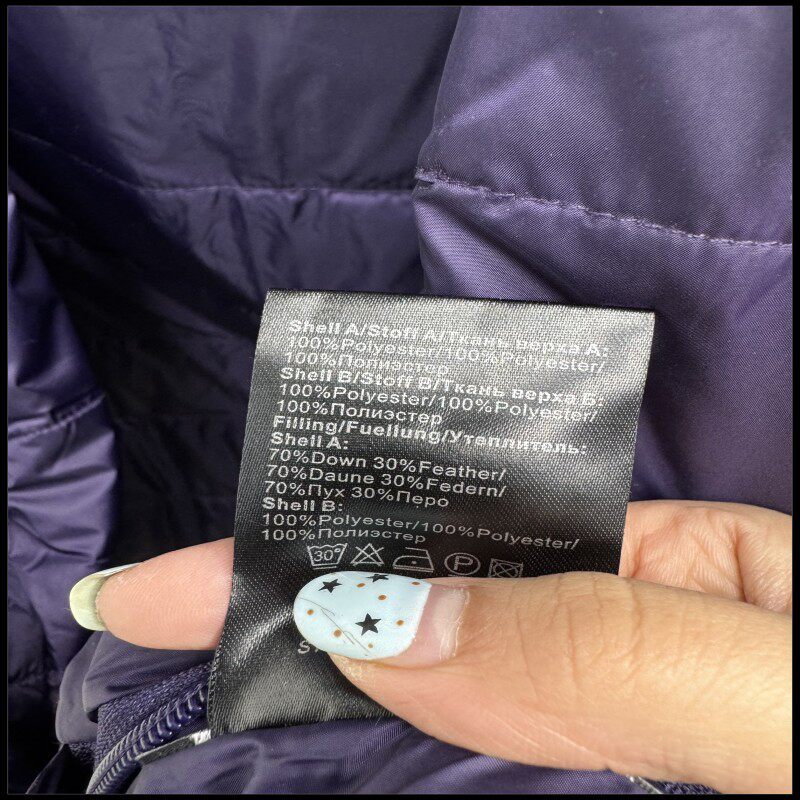 Shell A/Stoff A/Ткань верха А:
100%Polyester/100%Polyester/
100%Полиэстер
Shell B/Stoff B/Ткань верха Б:
100%Polyester/100%Polyester/
100%Полиэстер
Filling/Fuellung/Утеплитель:
Shell A:
70%Down 30%Feather/
70%Daune 30%Federn/
70%Пух 30%Перо
Shell B:
100%Polyester/100%Polyester/
100%Полиэстер
30° P